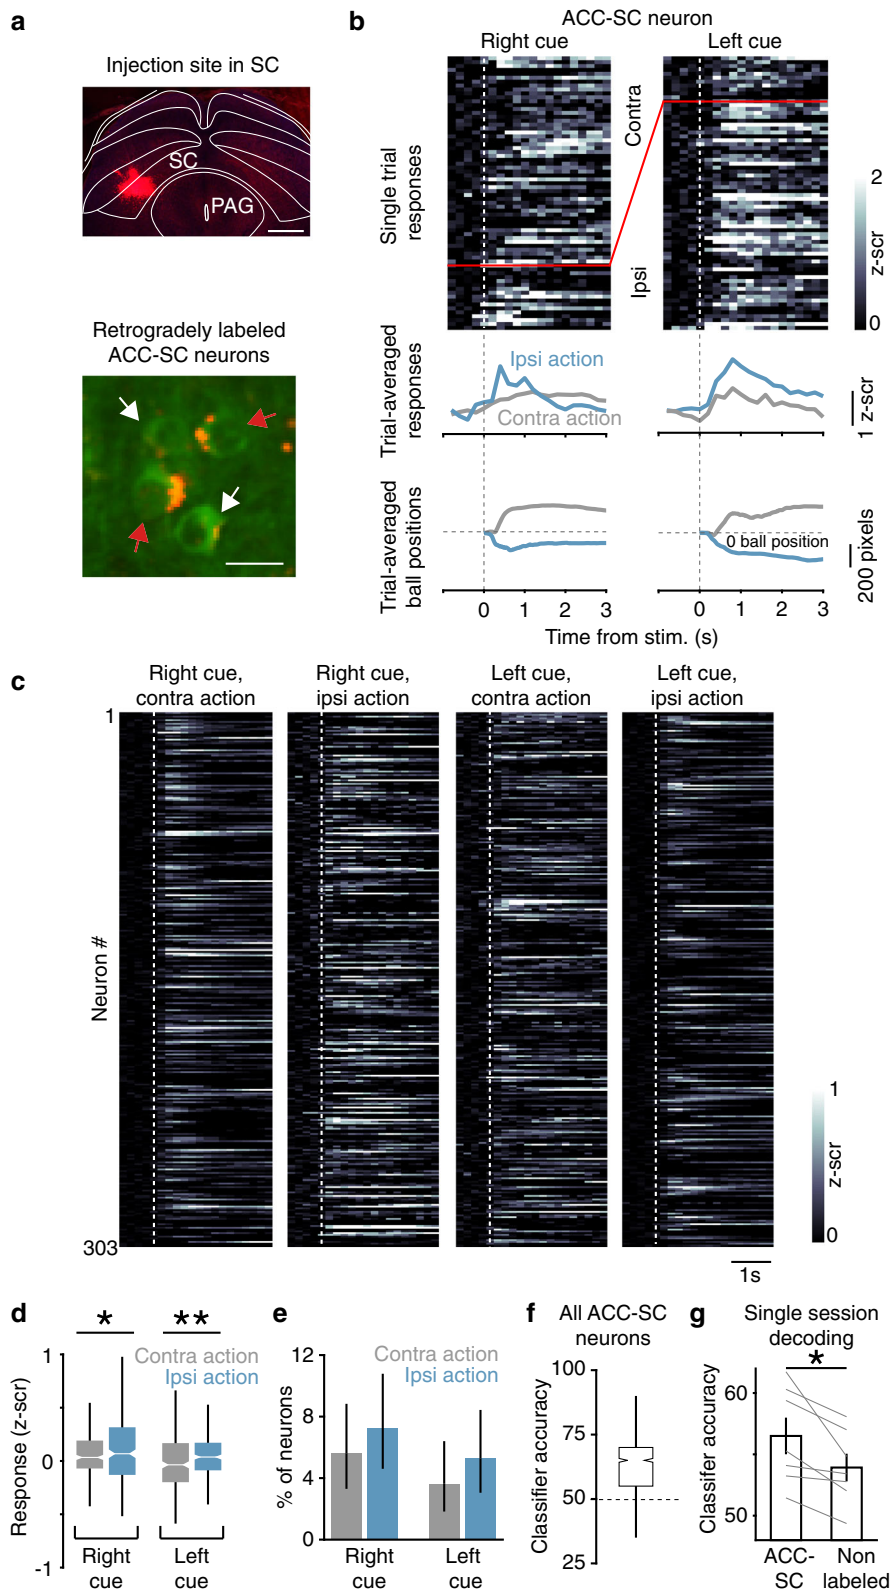 a
Injection site in SC
SC
PAG
Retrogradely labeled
ACC-SC neurons
b
ACC-SC neuron
Right cue
Left cue
Single trial
responses
Contra
Ipsi
2
z-scr
0
Trial-averaged
responses
Ipsi action
Contra action
1 z-scr
Trial-averaged
ball positions
0 ball position
200 pixels
0 1 2 3
0 1 2 3
Time from stim. (s)
c
Right cue,
contra action
Right cue,
ipsi action
Left cue,
contra action
Left cue,
ipsi action
1
Neuron #
303
1
z-scr
0
1s
d
* **
Contra action
Ipsi action
Response (z-scr)
1
0
-1
Right
cue
Left
cue
e
Contra action
Ipsi action
% of neurons
12
8
4
0
Right
cue
Left
cue
f
All ACC-SC
neurons
Classifier accuracy
100
75
50
25
g
Single session
decoding
*
Classifer accuracy
60
50
ACC-
SC
Non
labeled